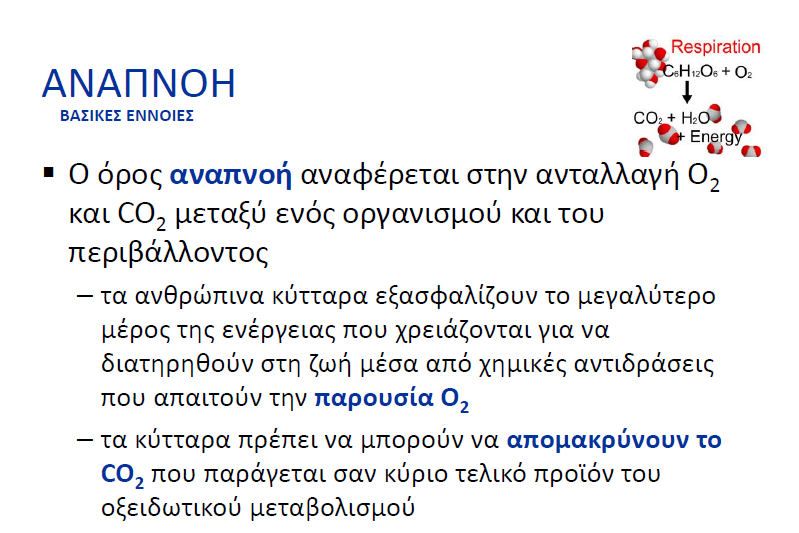 ΑΝΑΠΝΟΗ
ΒΑΣΙΚΕΣ ΕΝΝΟΙΕΣ
Respiration
C₆H₁₂O₆ + O₂
CO₂ + H₂O
+ Energy
▪ Ο όρος αναπνοή αναφέρεται στην ανταλλαγή Ο₂
και CO₂ μεταξύ ενός οργανισμού και του
περιβάλλοντος
– τα ανθρώπινα κύτταρα εξασφαλίζουν το μεγαλύτερο
μέρος της ενέργειας που χρειάζονται για να
διατηρηθούν στη ζωή μέσα από χημικές αντιδράσεις
που απαιτούν την παρουσία Ο₂
– τα κύτταρα πρέπει να μπορούν να απομακρύνουν το
CO₂ που παράγεται σαν κύριο τελικό προϊόν του
οξειδωτικού μεταβολισμού